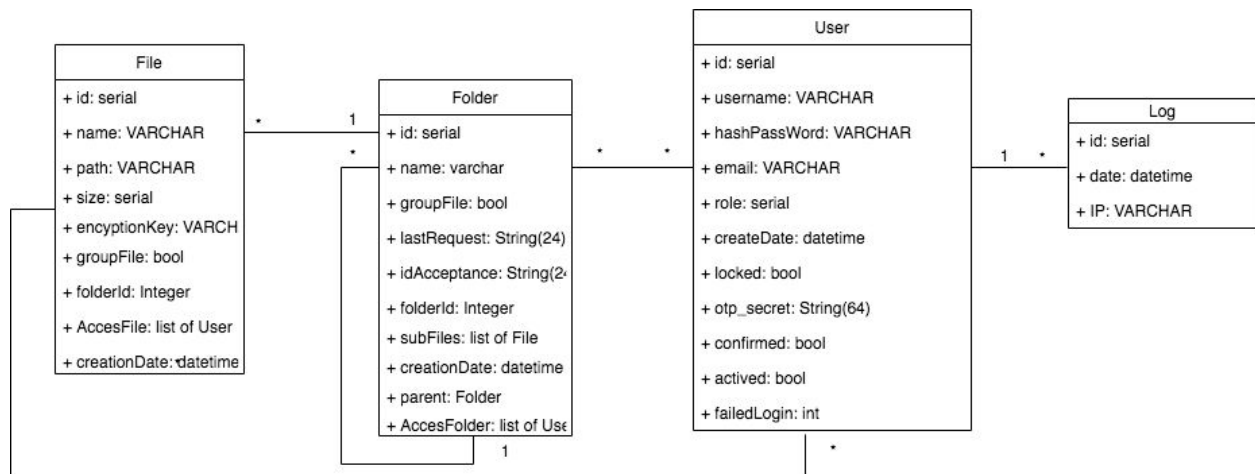 File
+ id: serial
+ name: VARCHAR
+ path: VARCHAR
+ size: serial
+ encyptionKey: VARCH
+ groupFile: bool
+ folderId: Integer
+ AccesFile: list of User
+ creationDate: datetime
*
*
1
*
Folder
+ id: serial
+ name: varchar
+ groupFile: bool
+ lastRequest: String(24)
+ idAcceptance: String(24
+ folderId: Integer
+ subFiles: list of File
+ creationDate: datetime
+ parent: Folder
+ AccesFolder: list of Use
1
*
*
User
+ id: serial
+ username: VARCHAR
+ hashPassWord: VARCHAR
+ email: VARCHAR
+ role: serial
+ createDate: datetime
+ locked: bool
+ otp_secret: String(64)
+ confirmed: bool
+ actived: bool
+ failedLogin: int
*
1
*
Log
+ id: serial
+ date: datetime
+ IP: VARCHAR